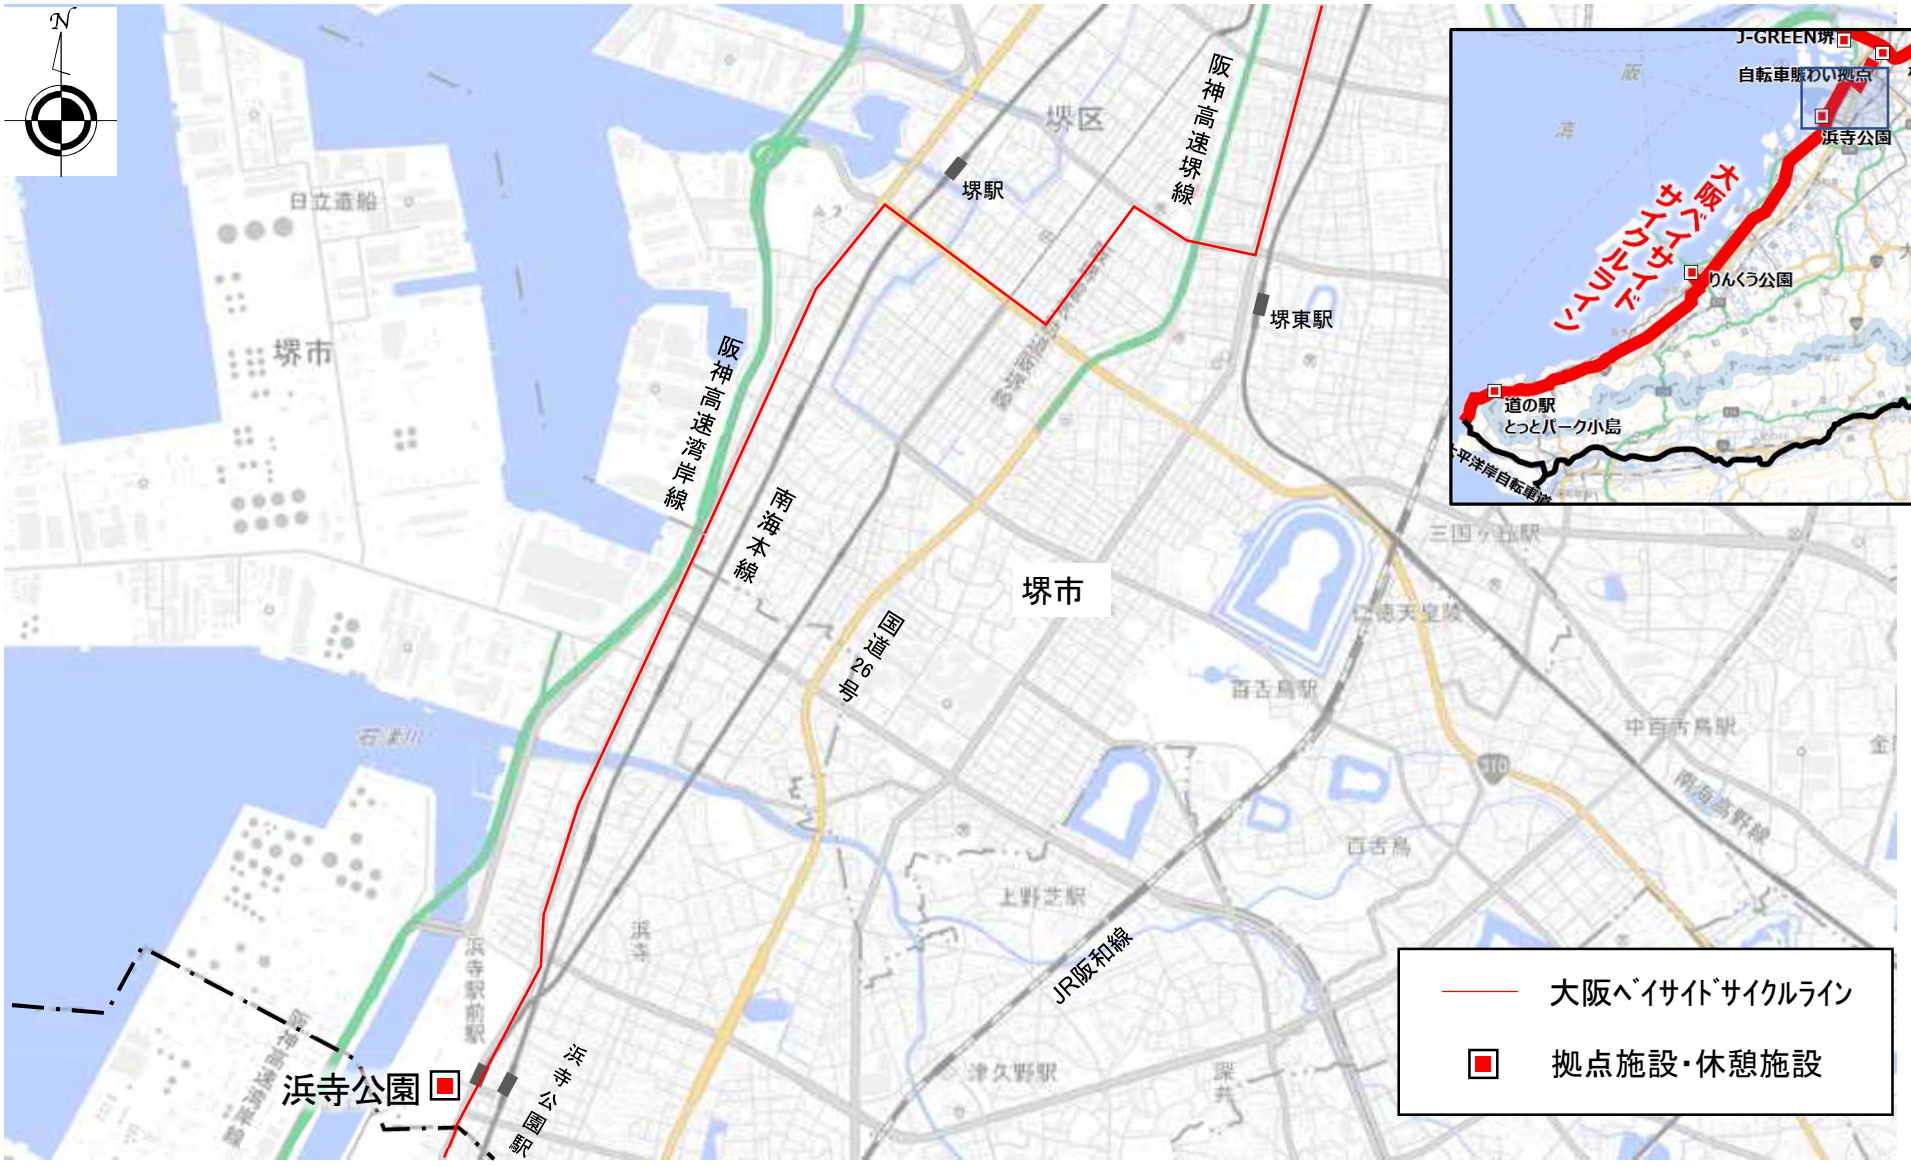 N
日立造船
堺市
堺区
阪神高速堺線
堺駅
堺東駅
阪神高速湾岸線
南海本線
国道26号
堺市
三国ヶ丘駅
仁徳天皇陵
百舌鳥駅
中百舌鳥駅
南海高野線
310
石津川
百舌鳥
上野芝駅
JR阪和線
浜寺
浜寺駅前駅
阪神高速湾岸線
浜寺公園
浜寺公園駅
津久野駅
深井
J-GREEN堺
自転車賑わい拠点
浜寺公園
阪
湾
大阪ベイサイド
サイクルライン
りんくう公園
道の駅
とっとパーク小島
太平洋岸自転車道
大阪ベイサイドサイクルライン
拠点施設・休憩施設